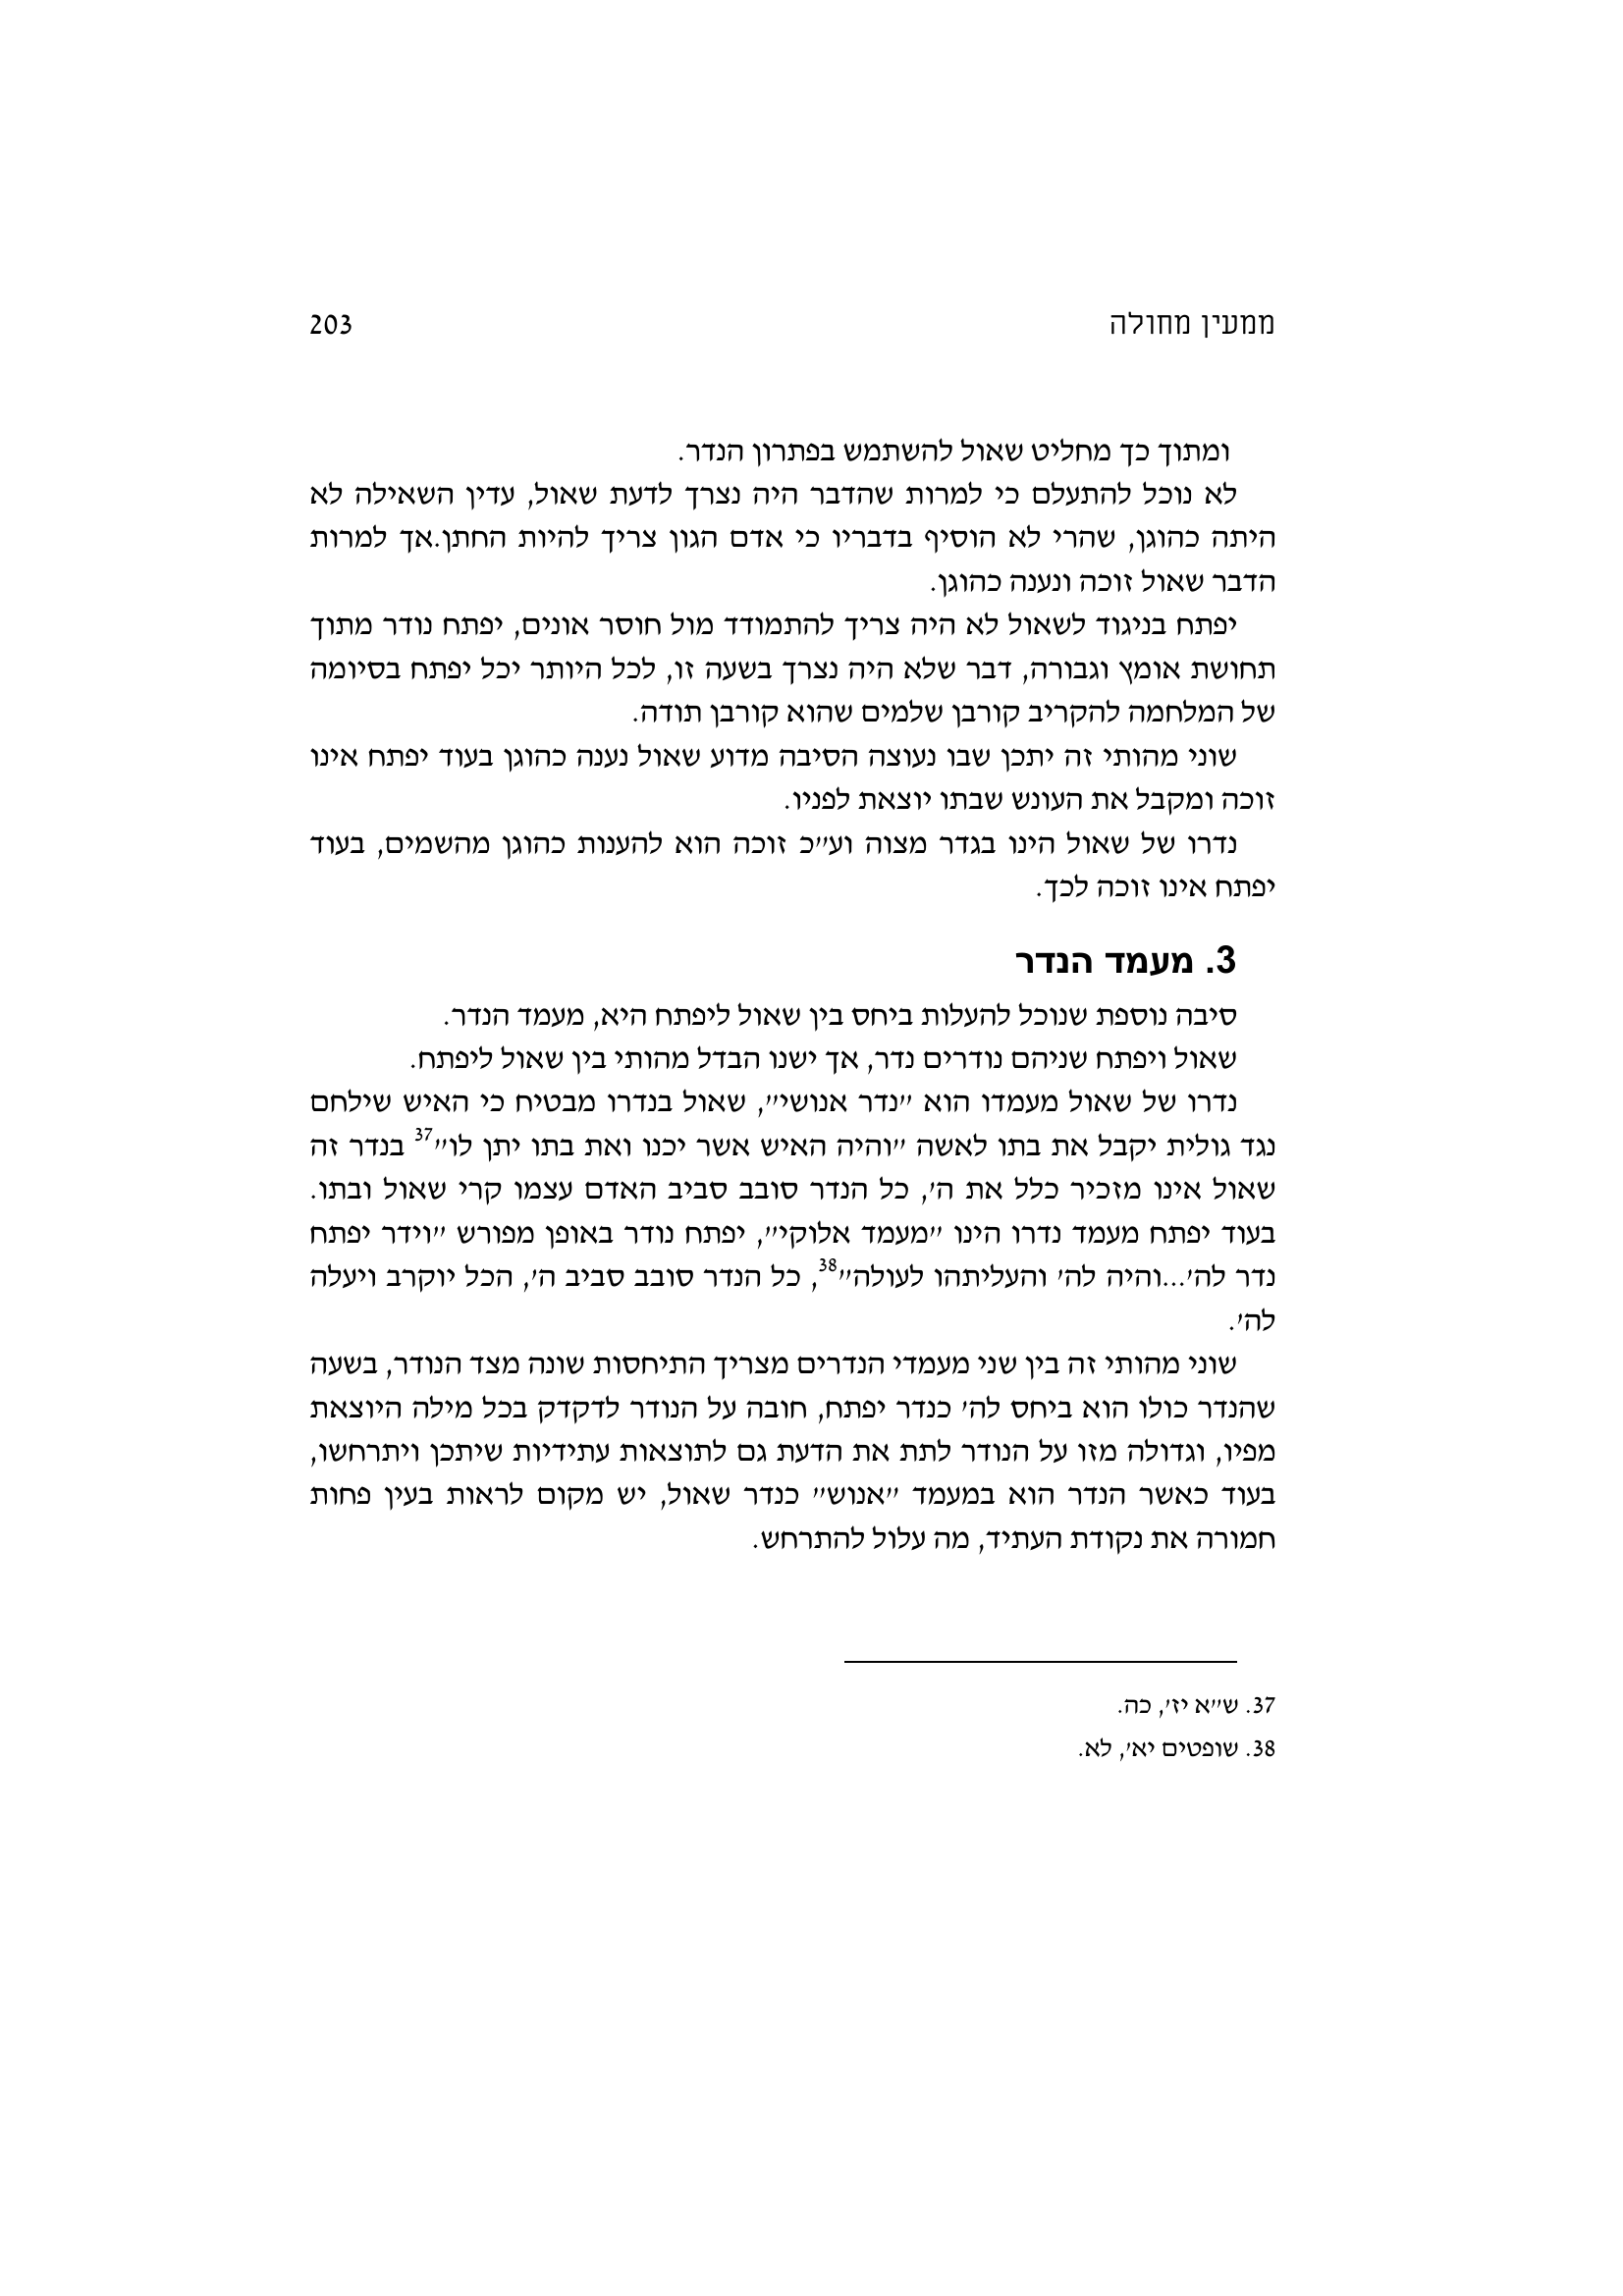 ממעין מחולה 203
ומתוך כך מחליט שאול להשתמש בפתרון הנדר.
לא נוכל להתעלם כי למרות שהדבר היה נצרך לדעת שאול, עדין השאילה לא
היתה כהוגן, שהרי לא הוסיף בדבריו כי אדם הגון צריך להיות החתן.אך למרות
הדבר שאול זוכה ונענה כהוגן.
יפתח בניגוד לשאול לא היה צריך להתמודד מול חוסר אונים, יפתח נודר מתוך
תחושת אומץ וגבורה, דבר שלא היה נצרך בשעה זו, לכל היותר יכל יפתח בסיומה
של המלחמה להקריב קורבן שלמים שהוא קורבן תודה.
שוני מהותי זה יתכן שבו נעוצה הסיבה מדוע שאול נענה כהוגן בעוד יפתח אינו
זוכה ומקבל את העונש שבתו יוצאת לפניו.
נדרו של שאול הינו בגדר מצוה וע״כ זוכה הוא להענות כהוגן מהשמים, בעוד
יפתח אינו זוכה לכך.
3. מעמד הנדר
סיבה נוספת שנוכל להעלות ביחס בין שאול ליפתח היא, מעמד הנדר.
שאול ויפתח שניהם נודרים נדר, אך ישנו הבדל מהותי בין שאול ליפתח.
נדרו של שאול מעמדו הוא ״נדר אנושי״, שאול בנדרו מבטיח כי האיש שילחם
נגד גולית יקבל את בתו לאשה ״והיה האיש אשר יכנו ואת בתו יתן לו״37 בנדר זה
שאול אינו מזכיר כלל את ה׳, כל הנדר סובב סביב האדם עצמו קרי שאול ובתו.
בעוד יפתח מעמד נדרו הינו ״מעמד אלוקי״, יפתח נודר באופן מפורש ״וידר יפתח
נדר לה׳...והיה לה׳ והעליתהו לעולה״38, כל הנדר סובב סביב ה׳, הכל יוקרב ויעלה
לה׳.
שוני מהותי זה בין שני מעמדי הנדרים מצריך התיחסות שונה מצד הנודר, בשעה
שהנדר כולו הוא ביחס לה׳ כנדר יפתח, חובה על הנודר לדקדק בכל מילה היוצאת
מפיו, וגדולה מזו על הנודר לתת את הדעת גם לתוצאות עתידיות שיתכן ויתרחשו,
בעוד כאשר הנדר הוא במעמד ״אנוש״ כנדר שאול, יש מקום לראות בעין פחות
חמורה את נקודת העתיד, מה עלול להתרחש.
37. ש״א יז׳, כה.
38. שופטים יא׳, לא.